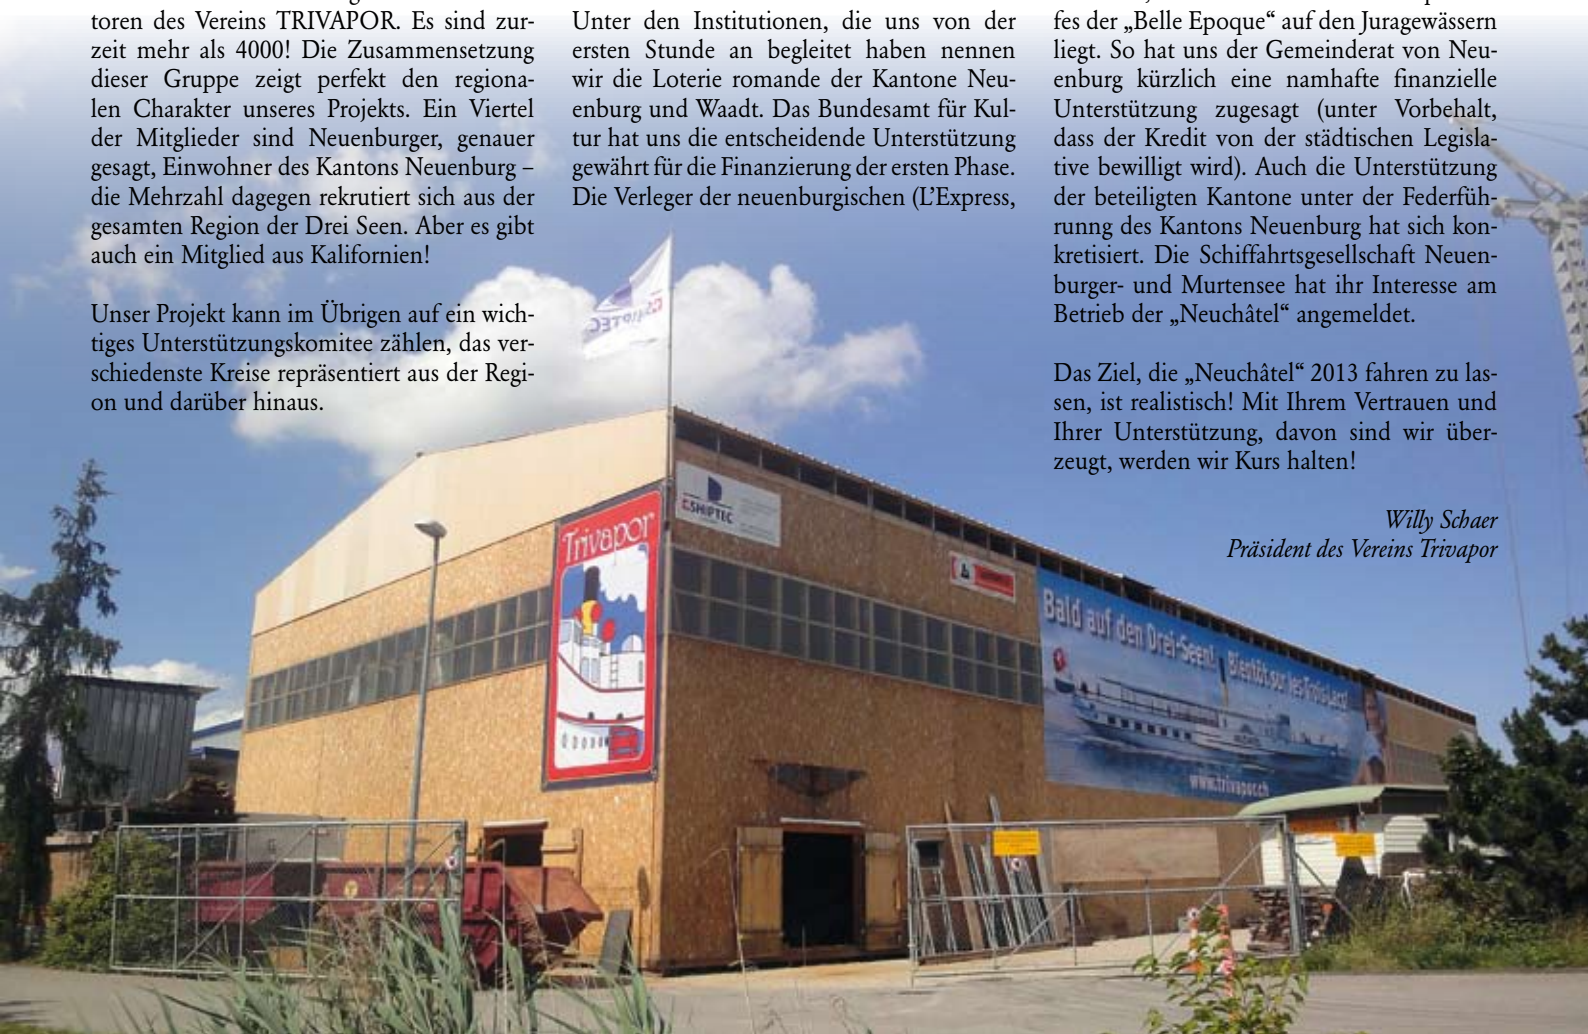 toren des Vereins TRIVAPOR. Es sind zur-
zeit mehr als 4000! Die Zusammensetzung
dieser Gruppe zeigt perfekt den regiona-
len Charakter unseres Projekts. Ein Viertel
der Mitglieder sind Neuenburger, genauer
gesagt, Einwohner des Kantons Neuenburg –
die Mehrzahl dagegen rekrutiert sich aus der
gesamten Region der Drei Seen. Aber es gibt
auch ein Mitglied aus Kalifornien!
Unser Projekt kann im Übrigen auf ein wich-
tiges Unterstützungskomitee zählen, das ver-
schiedenste Kreise repräsentiert aus der Regi-
on und darüber hinaus.
Unter den Institutionen, die uns von der
ersten Stunde an begleitet haben nennen
wir die Loterie romande der Kantone Neu-
enburg und Waadt. Das Bundesamt für Kul-
tur hat uns die entscheidende Unterstützung
gewährt für die Finanzierung der ersten Phase.
Die Verleger der neuenburgischen (L’Express,
fes der „Belle Epoque“ auf den Juragewässern
liegt. So hat uns der Gemeinderat von Neu-
enburg kürzlich eine namhafte finanzielle
Unterstützung zugesagt (unter Vorbehalt,
dass der Kredit von der städtischen Legisla-
tive bewilligt wird). Auch die Unterstützung
der beteiligten Kantone unter der Federfüh-
runng des Kantons Neuenburg hat sich kon-
kretisiert. Die Schiffahrtsgesellschaft Neuen-
burger- und Murtensee hat ihr Interesse am
Betrieb der „Neuchâtel“ angemeldet.
Das Ziel, die „Neuchâtel“ 2013 fahren zu las-
sen, ist realistisch! Mit Ihrem Vertrauen und
Ihrer Unterstützung, davon sind wir über-
zeugt, werden wir Kurs halten!
Willy Schaer
Präsident des Vereins Trivapor
SHIPTEC
SHIPTEC
Trivapor
Bald auf den Drei-Seen! Bientôt sur les Trois-Lacs!
www.trivapor.ch